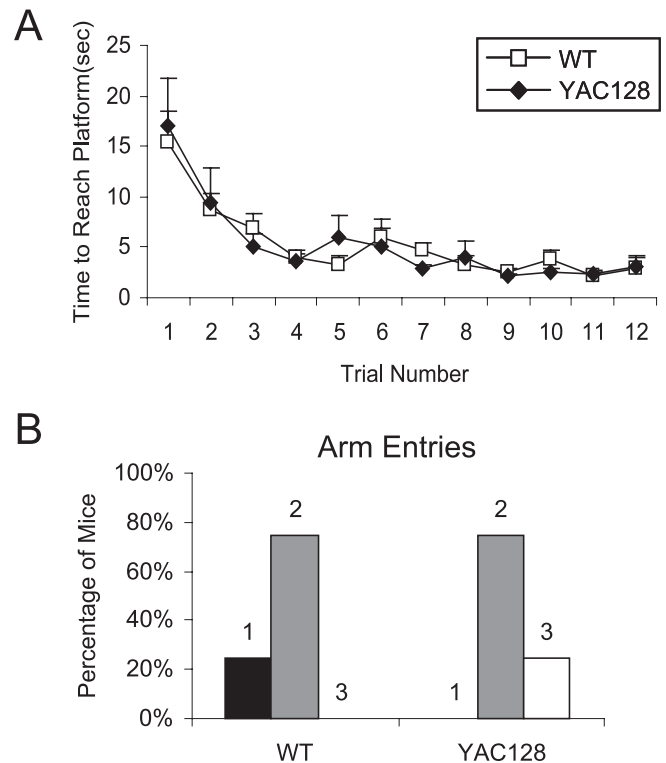 A
Time to Reach Platform(sec)
25
20
15
10
5
0
WT
YAC128
1 2 3 4 5 6 7 8 9 10 11 12
Trial Number
B
Arm Entries
Percentage of Mice
100%
80%
60%
40%
20%
0%
1
2
3
1
2
3
WT YAC128